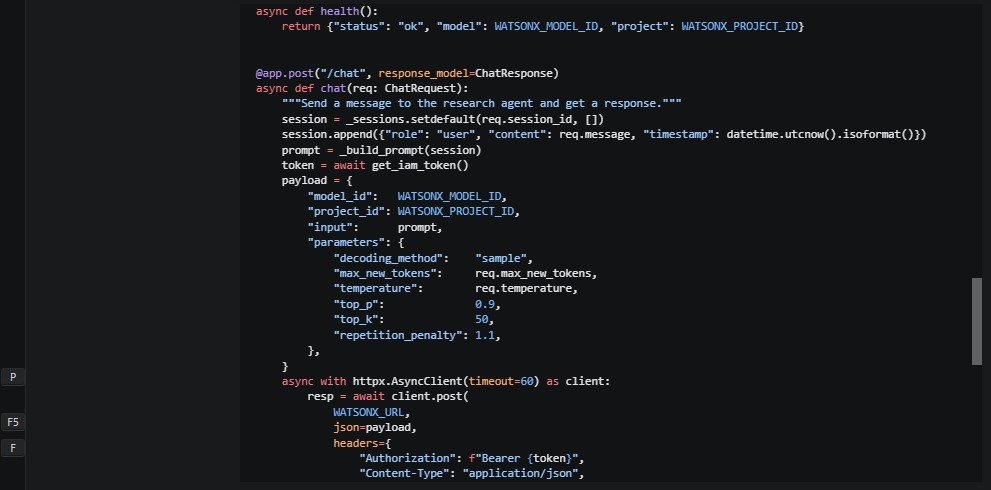 async def health():
    return {"status": "ok", "model": WATSONX_MODEL_ID, "project": WATSONX_PROJECT_ID}
@app.post("/chat", response_model=ChatResponse)
async def chat(req: ChatRequest):
    """Send a message to the research agent and get a response."""
    session = _sessions.setdefault(req.session_id, [])
    session.append({"role": "user", "content": req.message, "timestamp": datetime.utcnow().isoformat()})
    prompt = _build_prompt(session)
    token = await get_iam_token()
    payload = {
        "model_id":   WATSONX_MODEL_ID,
        "project_id": WATSONX_PROJECT_ID,
        "input":      prompt,
        "parameters": {
            "decoding_method":    "sample",
            "max_new_tokens":     req.max_new_tokens,
            "temperature":        req.temperature,
            "top_p":              0.9,
            "top_k":              50,
            "repetition_penalty": 1.1,
        },
    }
    async with httpx.AsyncClient(timeout=60) as client:
        resp = await client.post(
            WATSONX_URL,
            json=payload,
            headers={
                "Authorization": f"Bearer {token}",
                "Content-Type": "application/json",
P
F5
F